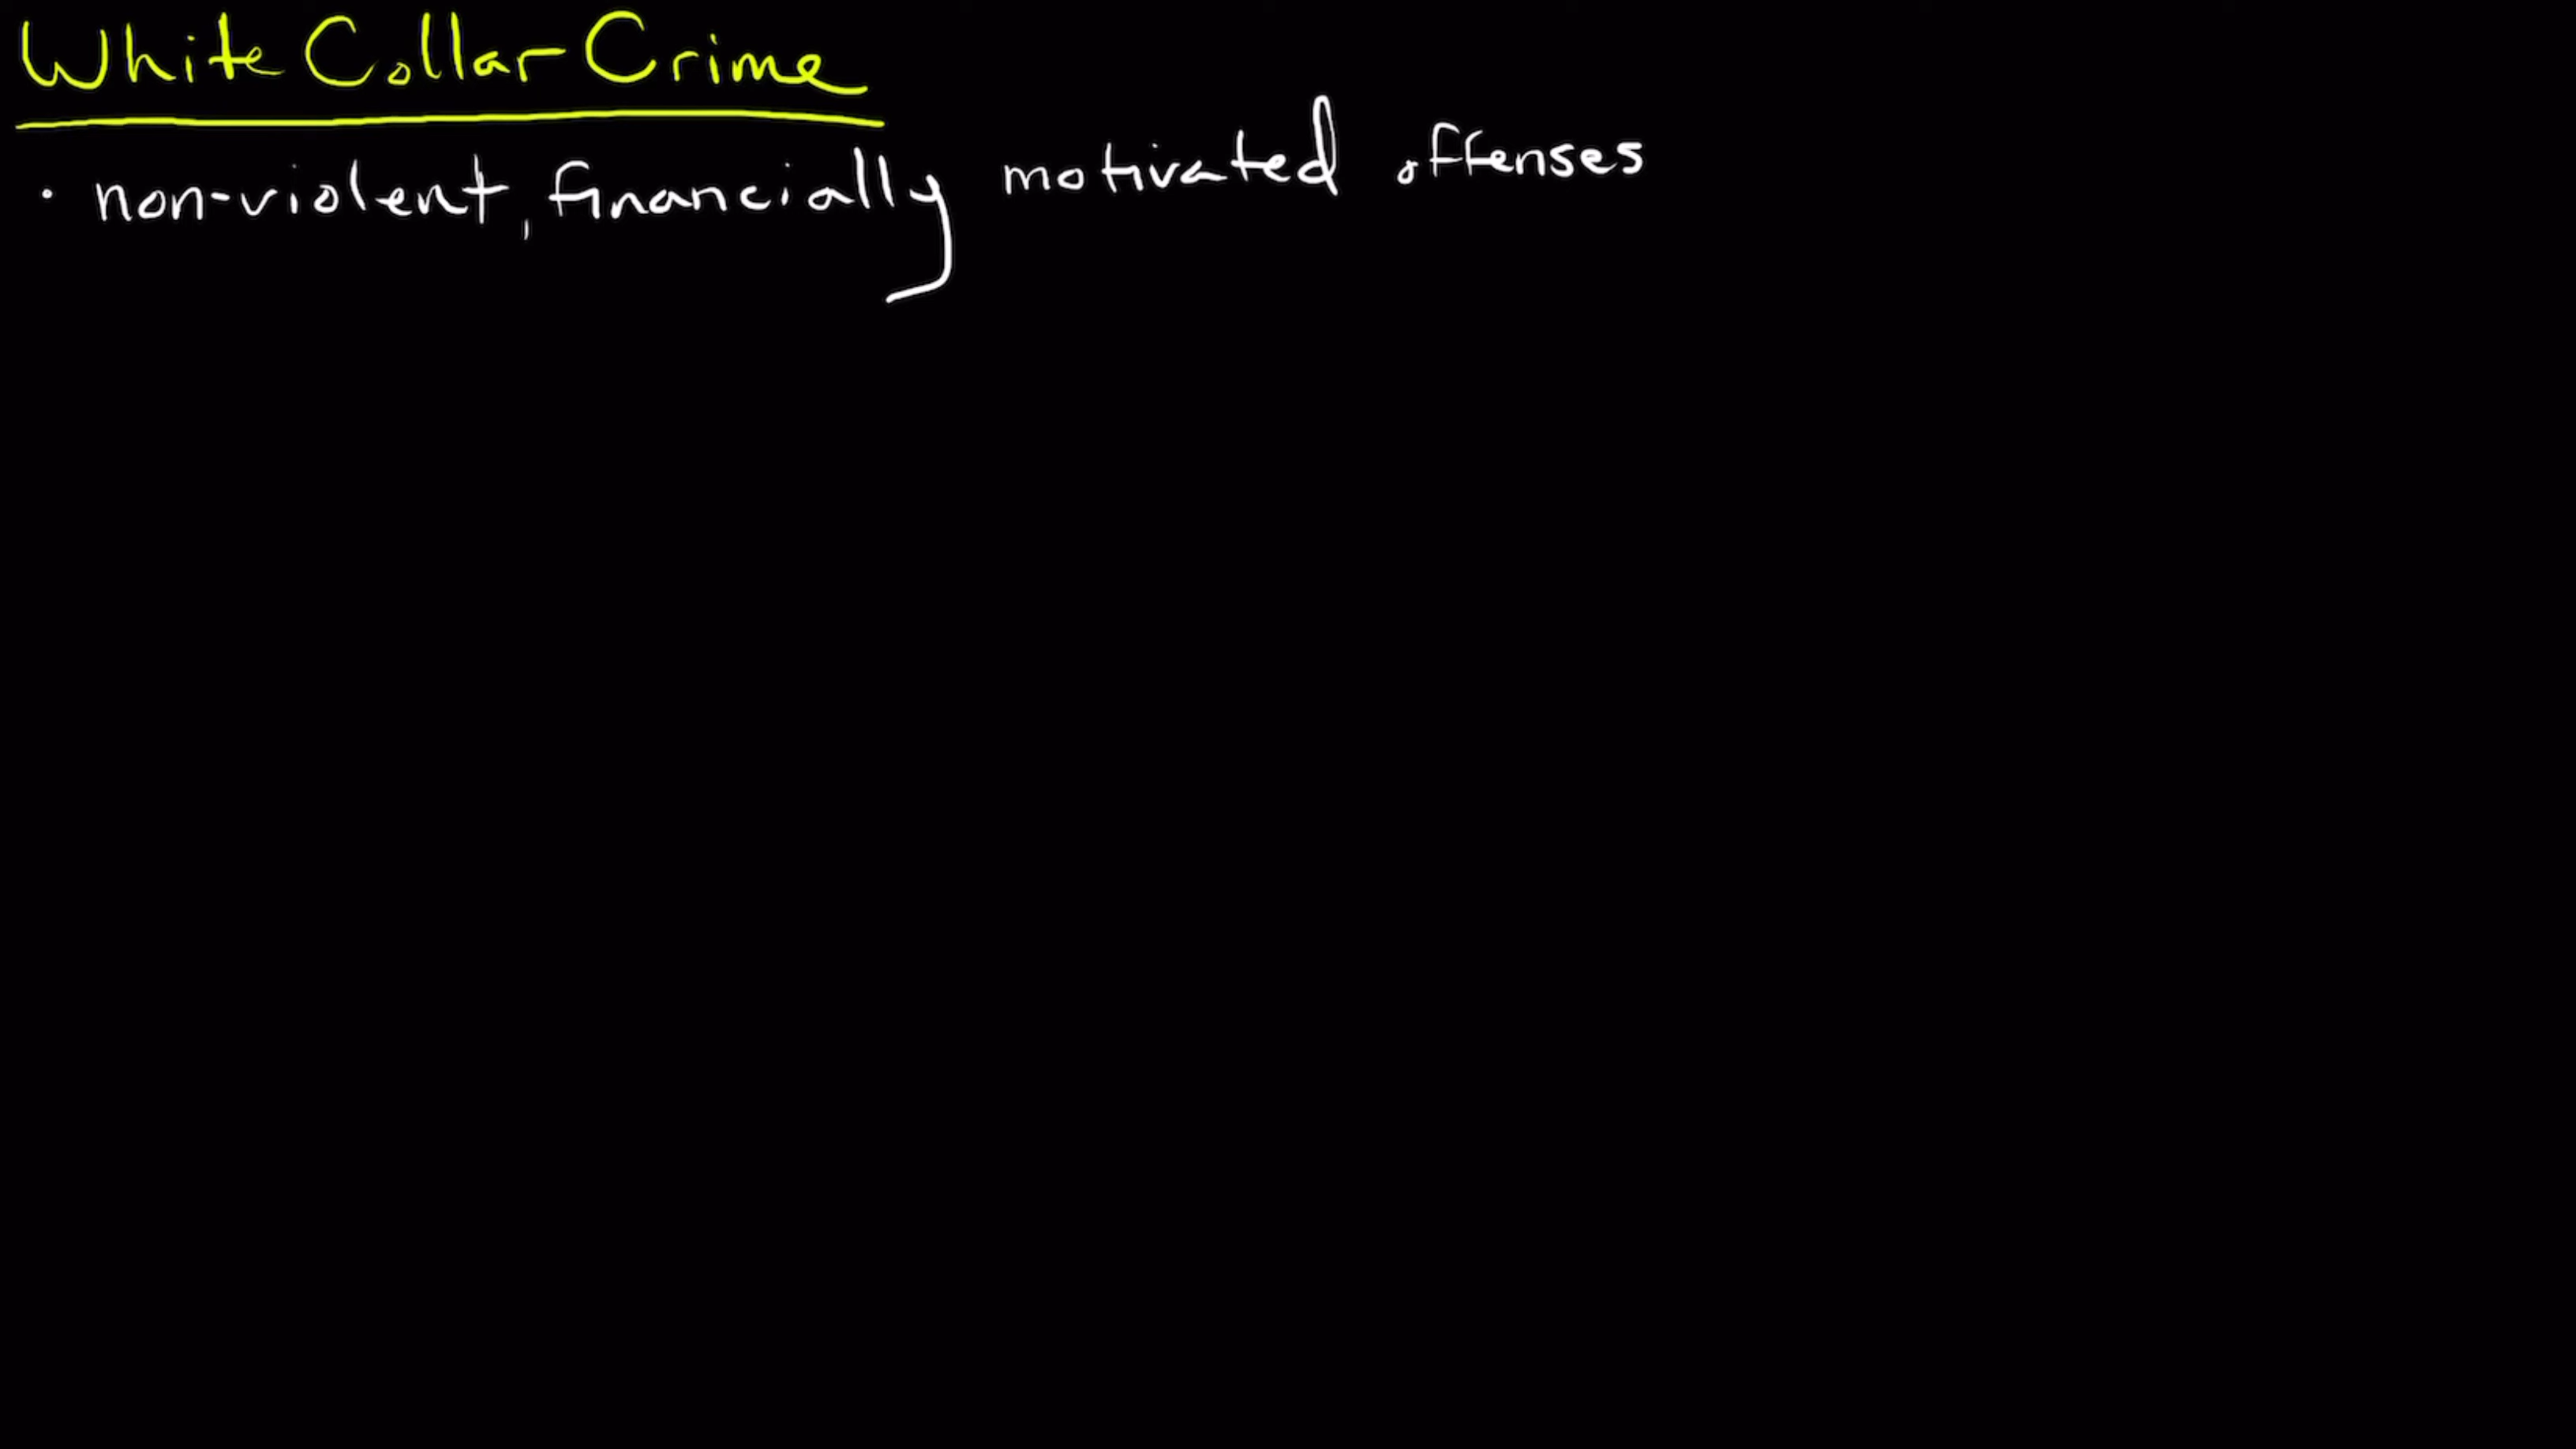 White Collar Crime
• non-violent, financially motivated offenses